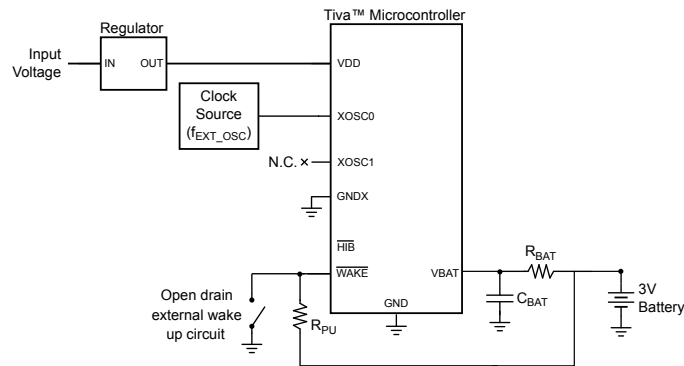 Tiva™ Microcontroller
Regulator
Input
Voltage
IN
OUT
VDD
Clock
Source
(fEXT_OSC)
XOSC0
N.C.
XOSC1
GNDX
HIB
WAKE
VBAT
RBAT
Open drain
external wake
up circuit
RPU
GND
CBAT
3V
Battery